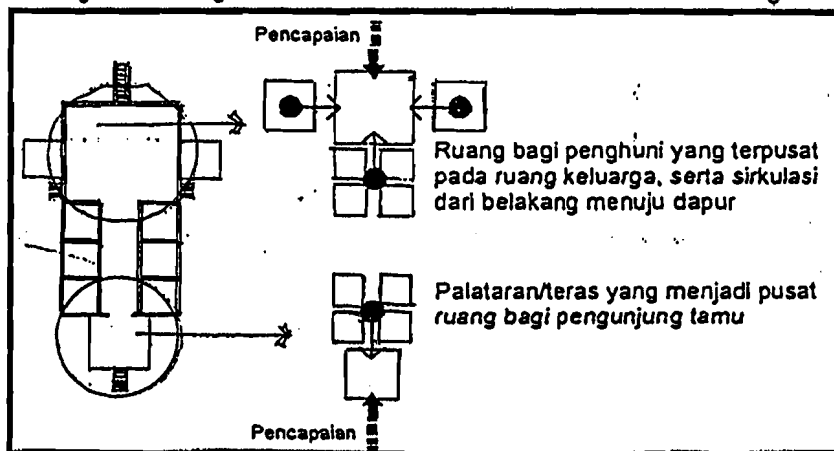 Pencapaian
Ruang bagi penghuni yang terpusat
pada ruang keluarga, serta sirkulasi
dari belakang menuju dapur
Palataran/teras yang menjadi pusat
ruang bagi pengunjung tamu
Pencapaian